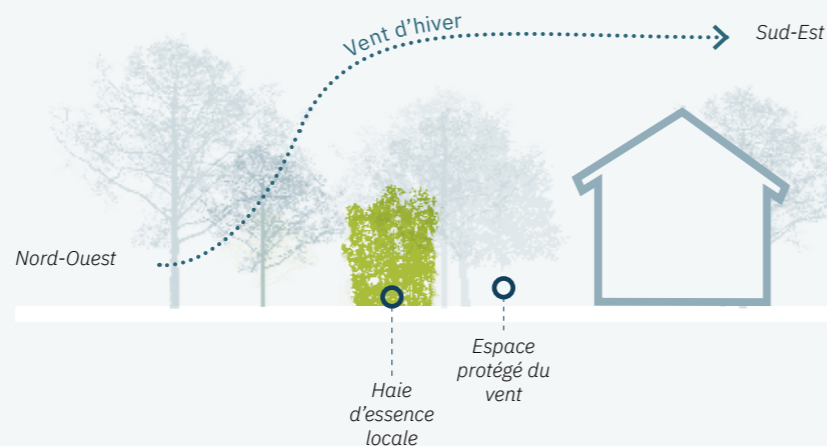 Vent d’hiver
Sud-Est
Nord-Ouest
Espace
protégé du
vent
Haie
d’essence
locale